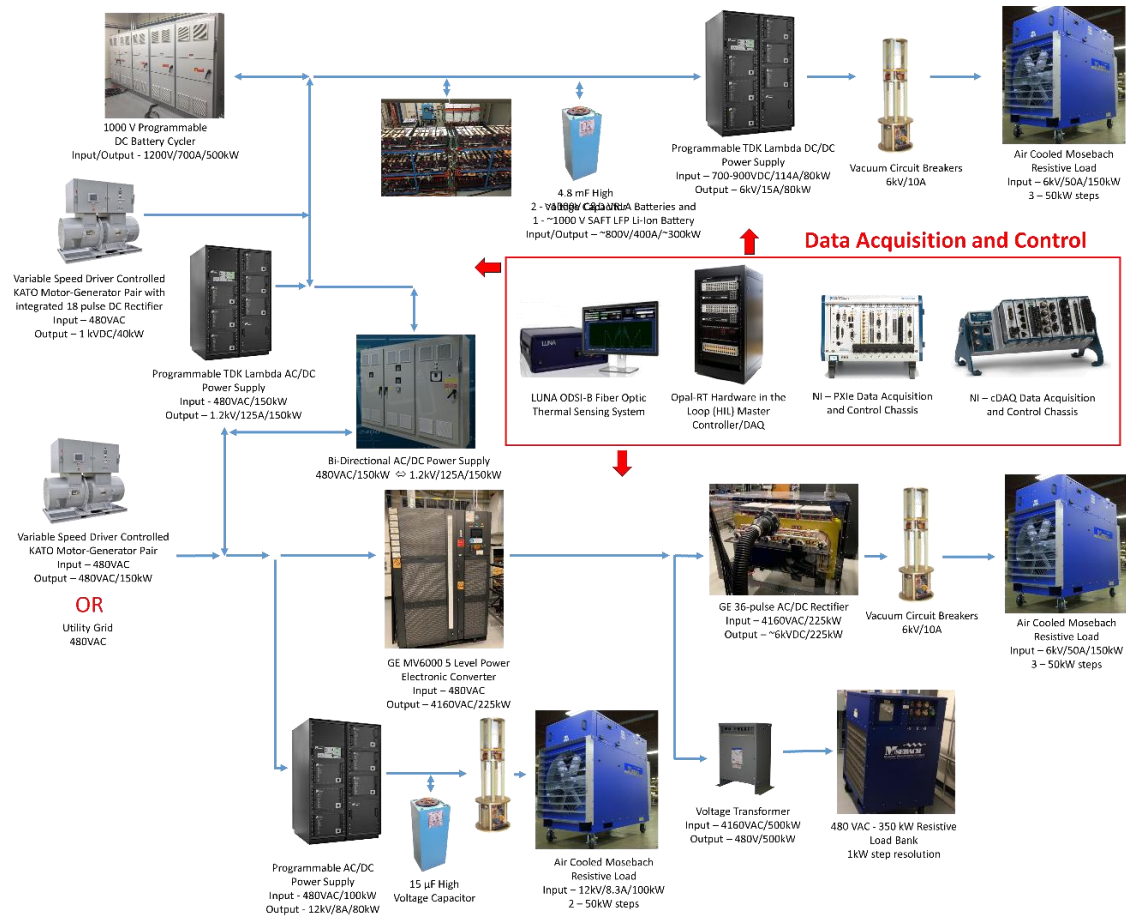 1000 V Programmable
DC Battery Cycler
Input/Output - 1200V/700A/500kW
4.8 mF High
1 - ~1000 V SAFT LFP Li-Ion Battery
Input/Output – ~800V/400A/~300kW
Programmable TDK Lambda DC/DC
Power Supply
Input – 700-900VDC/114A/80kW
Output – 6kV/15A/80kW
Vacuum Circuit Breakers
6kV/10A
Air Cooled Mosebach
Resistive Load
Input – 6kV/50A/150kW
3 – 50kW steps
Variable Speed Driver Controlled
KATO Motor-Generator Pair with
integrated 18 pulse DC Rectifier
Input – 480VAC
Output – 1 kVDC/40kW
Programmable TDK Lambda AC/DC
Power Supply
Input - 480VAC/150kW
Output – 1.2kV/125A/150kW
Data Acquisition and Control
LUNA
LUNA ODSI-B Fiber Optic
Thermal Sensing System
Opal-RT Hardware in the
Loop (HIL) Master
Controller/DAQ
NI – PXIe Data Acquisition
and Control Chassis
NI – cDAQ Data Acquisition
and Control Chassis
Bi-Directional AC/DC Power Supply
480VAC/150kW ⇔ 1.2kV/125A/150kW
Variable Speed Driver Controlled
KATO Motor-Generator Pair
Input – 480VAC
Output – 480VAC/150kW
OR
Utility Grid
480VAC
GE MV6000 5 Level Power
Electronic Converter
Input – 480VAC
Output – 4160VAC/225kW
GE 36-pulse AC/DC Rectifier
Input – 4160VAC/225kW
Output – ~6kVDC/225kW
Vacuum Circuit Breakers
6kV/10A
Air Cooled Mosebach
Resistive Load
Input – 6kV/50A/150kW
3 – 50kW steps
Programmable AC/DC
Power Supply
Input - 480VAC/100kW
Output - 12kV/8A/80kW
15 µF High
Voltage Capacitor
Air Cooled Mosebach
Resistive Load
Input – 12kV/8.3A/100kW
2 – 50kW steps
Voltage Transformer
Input – 4160VAC/500kW
Output – 480V/500kW
MOSEBACH
480 VAC - 350 kW Resistive
Load Bank
1kW step resolution